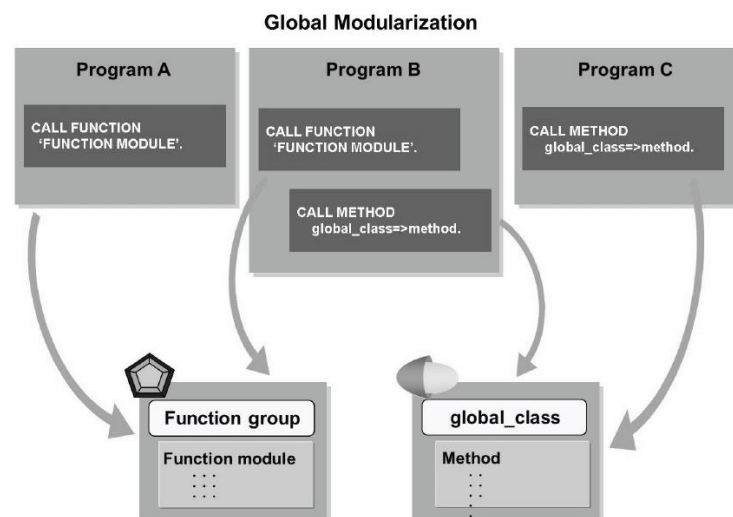 Global Modularization
Program A
CALL FUNCTION
‘FUNCTION MODULE’.
Program B
CALL FUNCTION
‘FUNCTION MODULE’.
CALL METHOD
global_class=>method.
Program C
CALL METHOD
global_class=>method.
Function group
Function module
global_class
Method